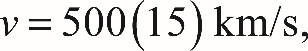 v = 500(15) km/s,